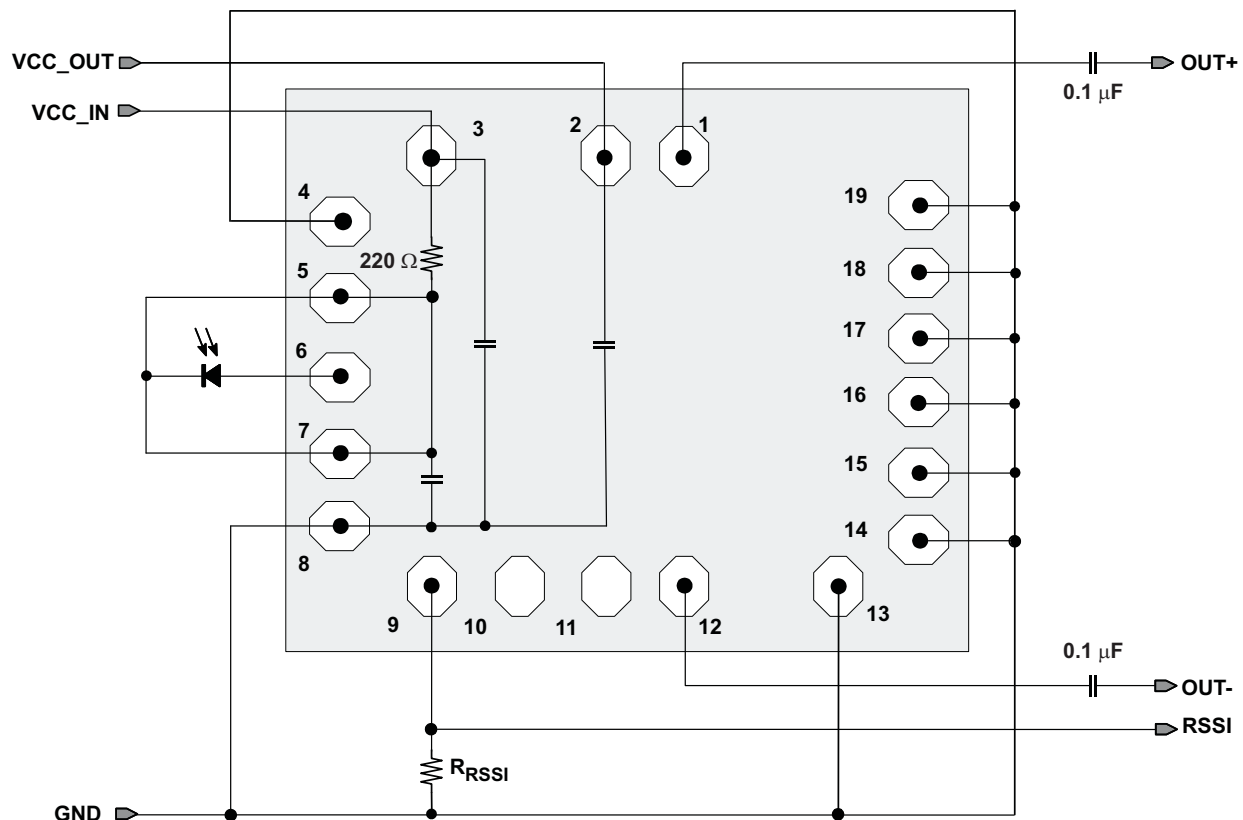 VCC_OUT
OUT+
0.1 μF
VCC_IN
3
2
1
4
19
220 Ω
5
18
6
17
16
7
15
14
8
9
10
11
12
13
0.1 μF
OUT-
RSSI
RRSSI
GND